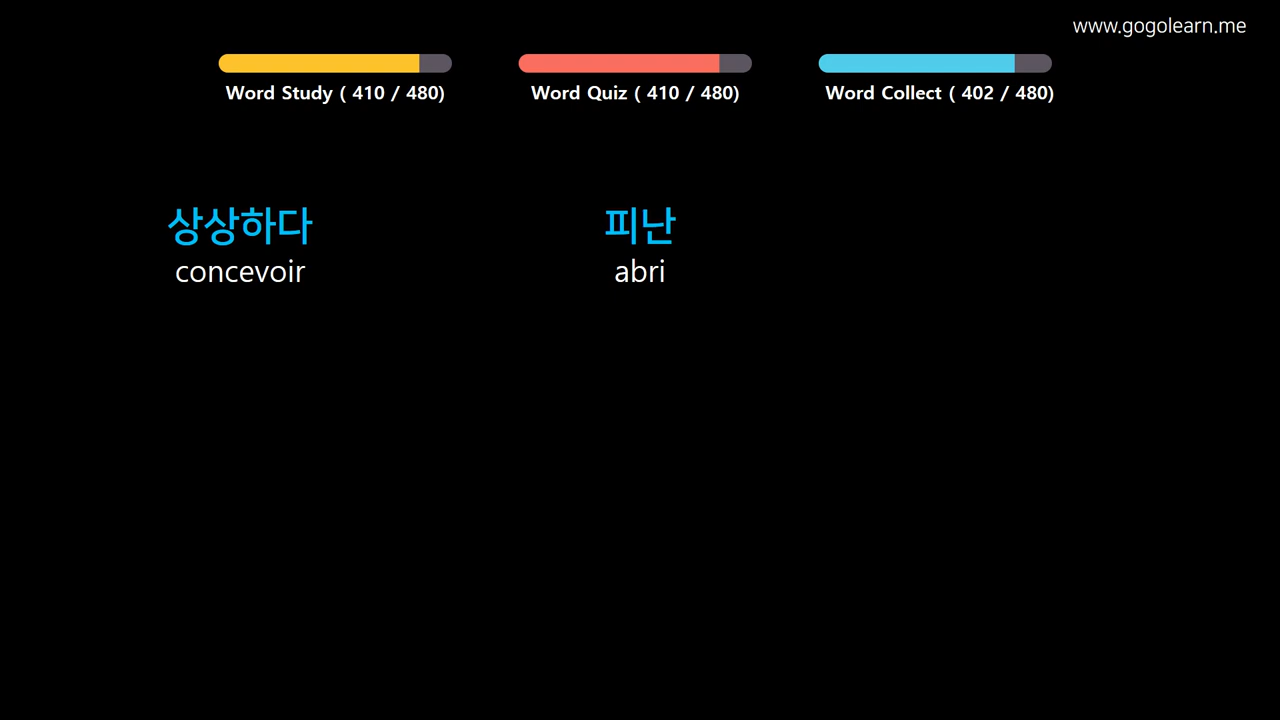 www.gogolearn.me
Word Study ( 410 / 480)
Word Quiz ( 410 / 480)
Word Collect ( 402 / 480)
상상하다
concevoir
피난
abri